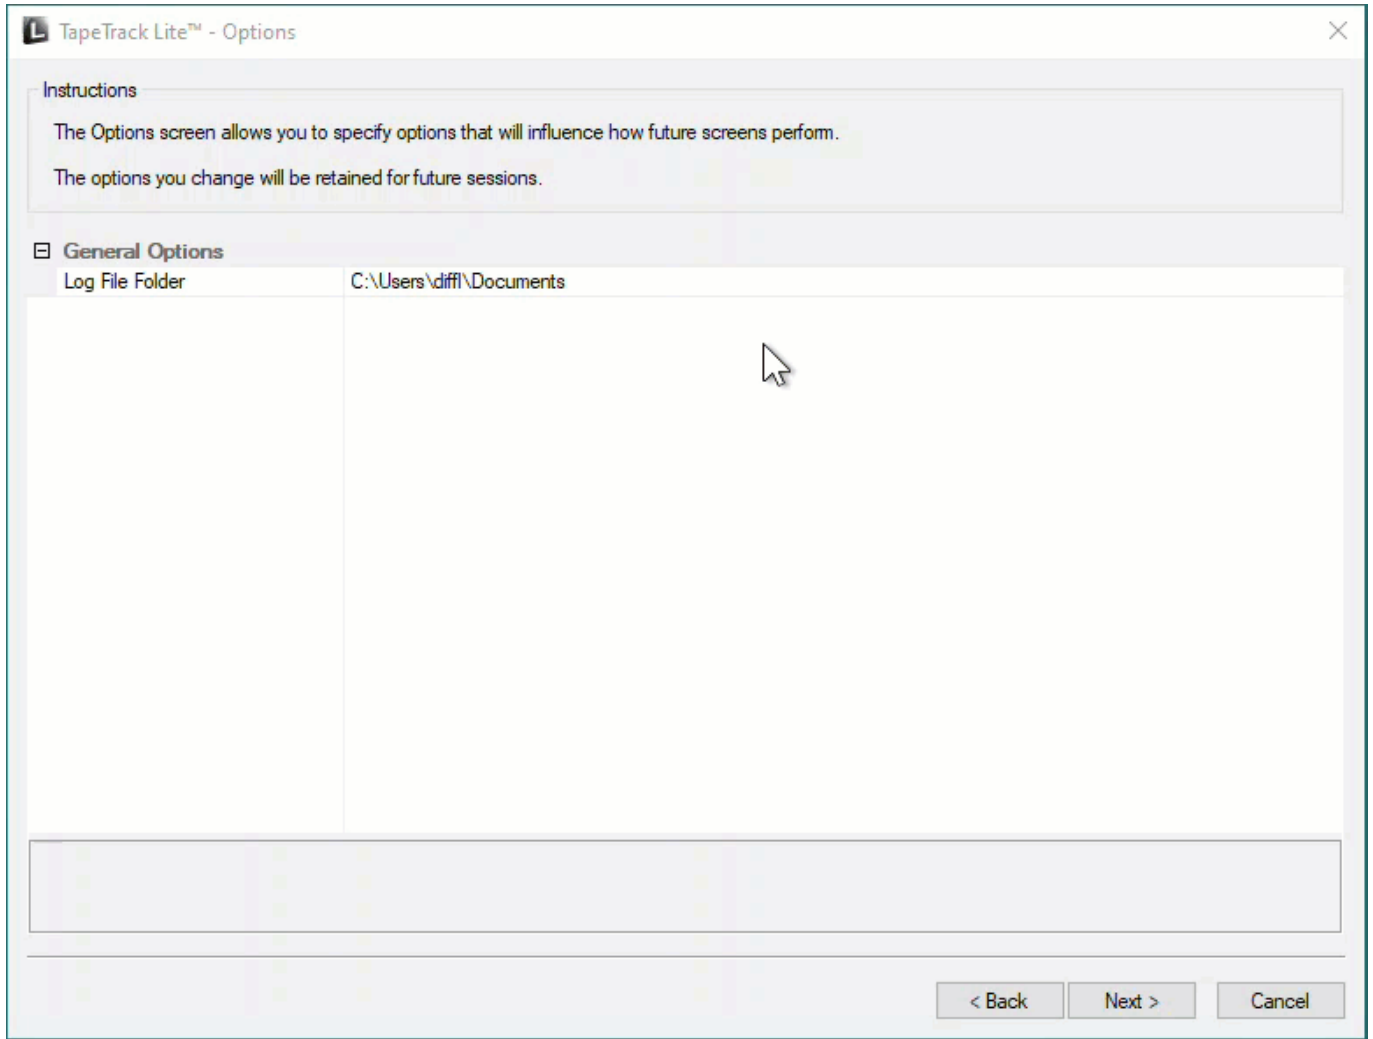 TapeTrack Lite™ - Options
Instructions
The Options screen allows you to specify options that will influence how future screens perform.
The options you change will be retained for future sessions.
General Options
Log File Folder C:\Users\diffl\Documents
< Back Next > Cancel